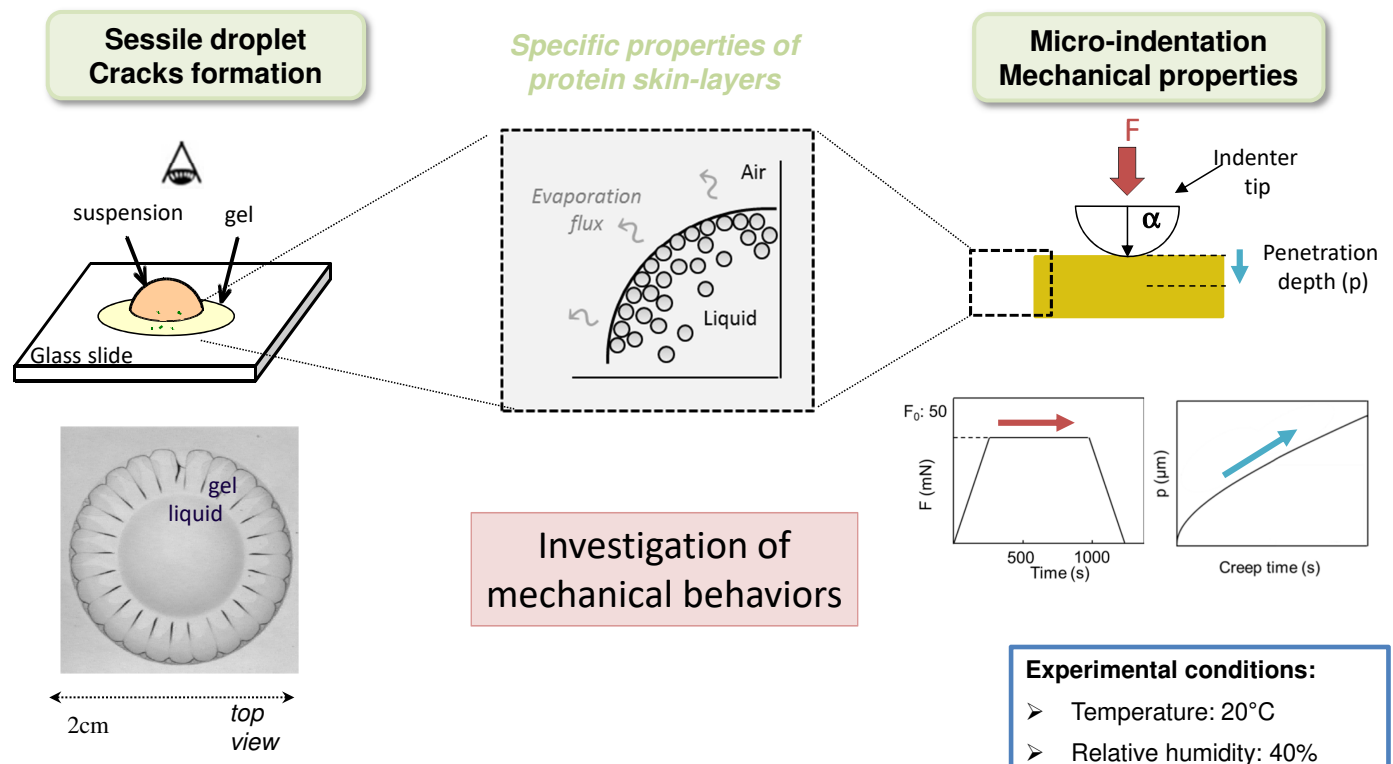 Sessile droplet
Cracks formation
Specific properties of
protein skin-layers
Micro-indentation
Mechanical properties
suspension
gel
Glass slide
Evaporation
flux
Air
Liquid
F
Indenter
tip
α
Penetration
depth (p)
gel
liquid
2cm
top
view
Investigation of
mechanical behaviors
F0: 50
F (mN)
500
1000
Time (s)
p (µm)
Creep time (s)
Experimental conditions:
➢ Temperature: 20°C
➢ Relative humidity: 40%